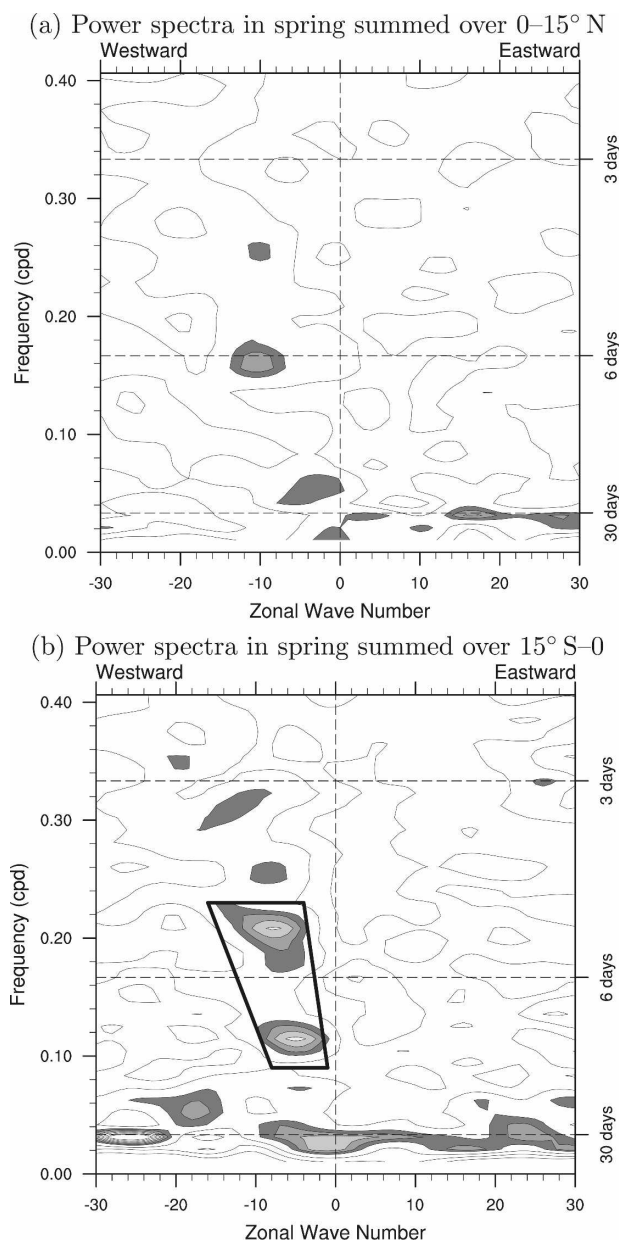 (a) Power spectra in spring summed over 0–15° N
Westward Eastward
0.40
0.30
0.20
0.10
0.00
Frequency (cpd)
3 days
6 days
30 days
-30 -20 -10 0 10 20 30
Zonal Wave Number
(b) Power spectra in spring summed over 15° S–0
Westward Eastward
0.40
0.30
0.20
0.10
0.00
Frequency (cpd)
3 days
6 days
30 days
-30 -20 -10 0 10 20 30
Zonal Wave Number